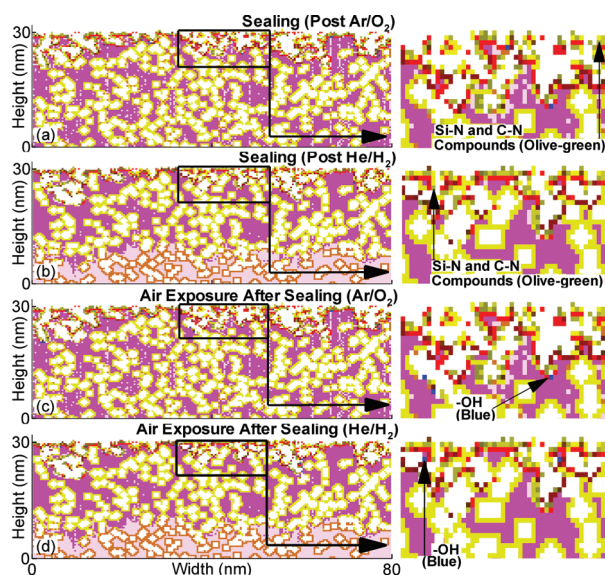 Sealing (Post Ar/O2)
30
Height (nm)
(a)
0
Si-N and C-N
Compounds (Olive-green)
Sealing (Post He/H2)
30
Height (nm)
(b)
0
Si-N and C-N
Compounds (Olive-green)
Air Exposure After Sealing (Ar/O2)
30
Height (nm)
(c)
0
-OH
(Blue)
Air Exposure After Sealing (He/H2)
30
Height (nm)
(d)
0
0
Width (nm)
80
-OH
(Blue)